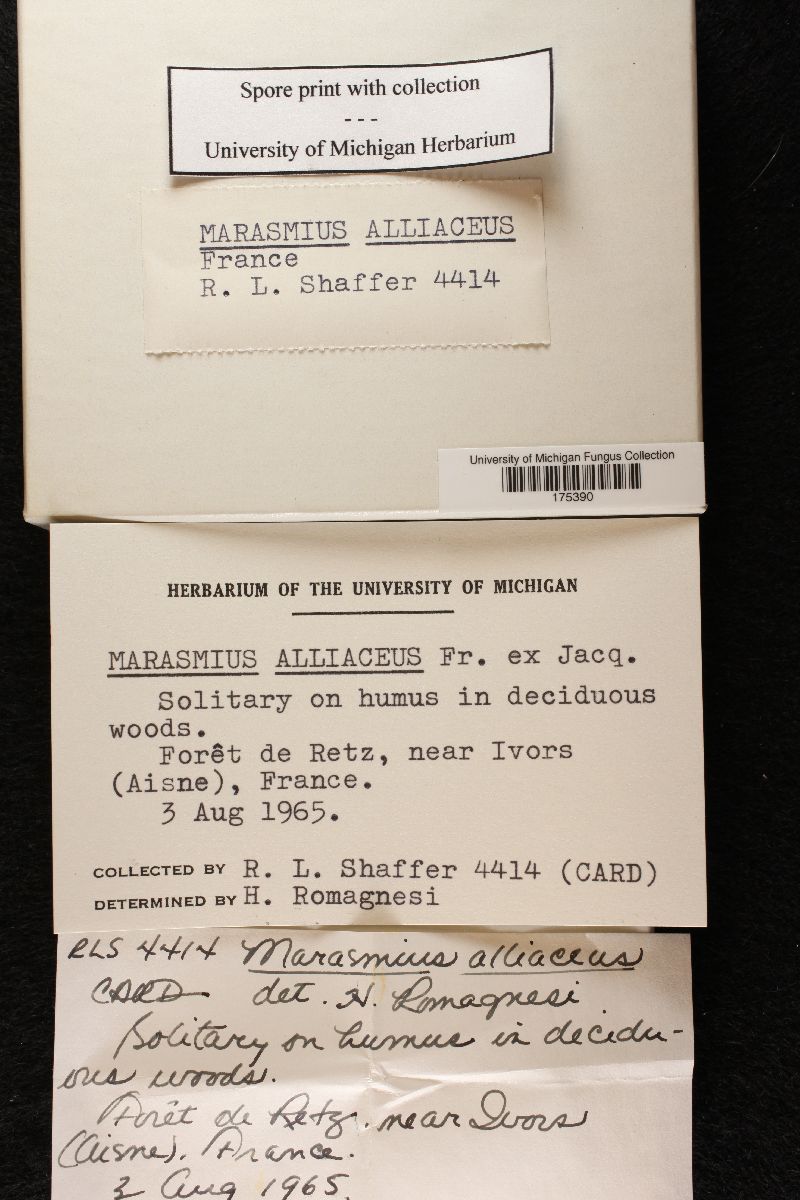 Spore print with collection
- - -
University of Michigan Herbarium
MARASMIUS ALLIACEUS
France
R. L. Shaffer 4414
University of Michigan Fungus Collection
175390
HERBARIUM OF THE UNIVERSITY OF MICHIGAN
MARASMIUS ALLIACEUS Fr. ex Jacq.
Solitary on humus in deciduous
woods.
Forêt de Retz, near Ivors
(Aisne), France.
3 Aug 1965.
COLLECTED BY R. L. Shaffer 4414 (CARD)
DETERMINED BY H. Romagnesi
RLS 4414 Marasmius alliaceus
CARD det. H. Romagnesi
Solitary on humus in decidu-
ous woods.
Forêt de Retz, near Ivors
(Aisne), France.
3 Aug 1965.